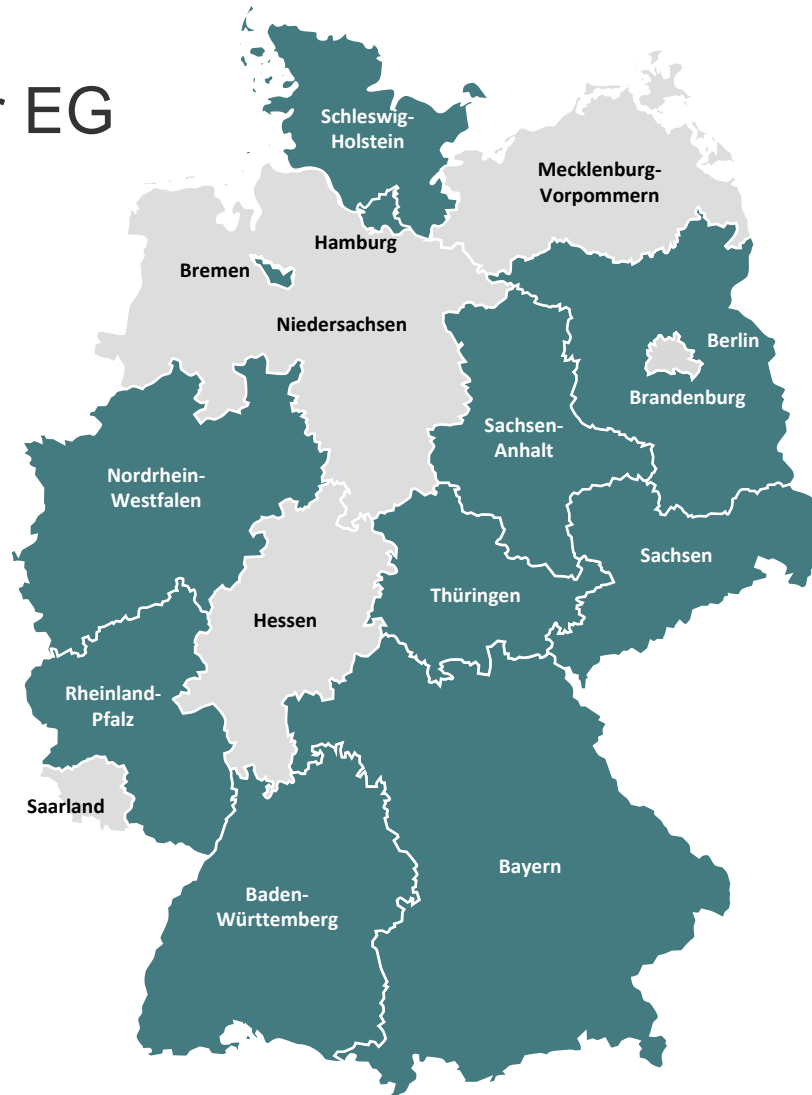 r EG
Schleswig-
Holstein
Mecklenburg-
Vorpommern
Hamburg
Bremen
Niedersachsen
Berlin
Brandenburg
Sachsen-
Anhalt
Nordrhein-
Westfalen
Sachsen
Thüringen
Hessen
Rheinland-
Pfalz
Saarland
Bayern
Baden-
Württemberg